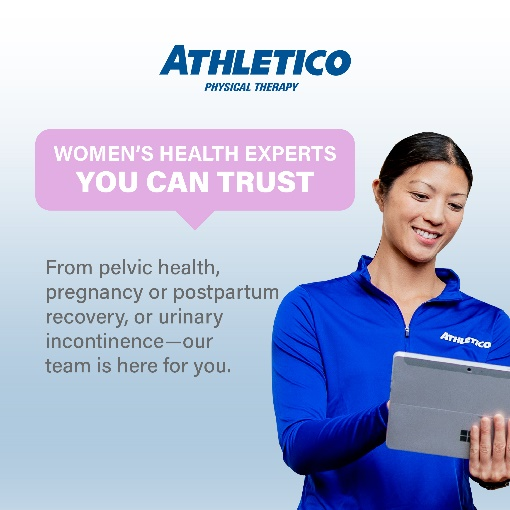 ATHLETICO
PHYSICAL THERAPY
WOMEN'S HEALTH EXPERTS
YOU CAN TRUST
From pelvic health,
pregnancy or postpartum
recovery, or urinary
incontinence—our
team is here for you.
ATHLETICO